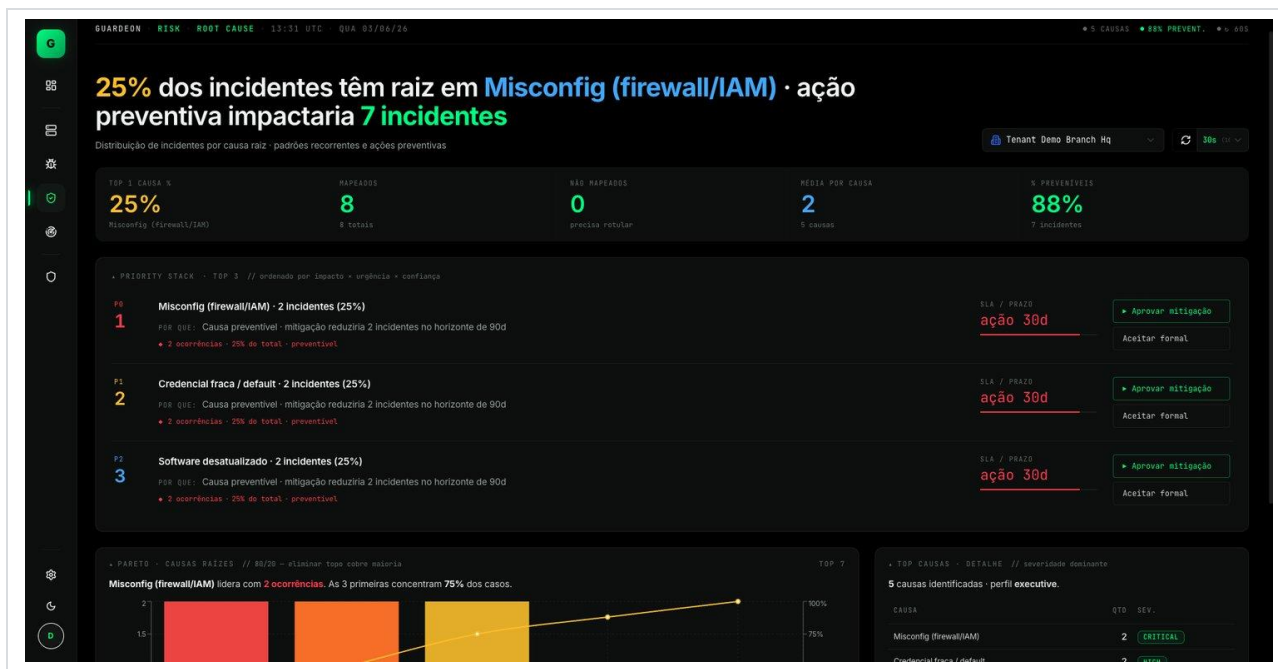 G
GUARDEON · RISK · ROOT CAUSE · 13:31 UTC · QUA 03/06/26
5 CAUSAS
88% PREVENT.
60S
25% dos incidentes têm raiz em Misconfig (firewall/IAM) · ação
preventiva impactaria 7 incidentes
Distribuição de incidentes por causa raiz · padrões recorrentes e ações preventivas
Tenant Demo Branch Hq
30s
TOP 1 CAUSA %
25%
Misconfig (firewall/IAM)
MAPEADOS
8
8 totais
NÃO MAPEADOS
0
precisa rotular
MÉDIA POR CAUSA
2
5 causas
% PREVENÍVEIS
88%
7 incidentes
PRIORITY STACK · TOP 3 // ordenado por impacto × urgência × confiança
P0
1
Misconfig (firewall/IAM) · 2 incidentes (25%)
POR QUE: Causa preventível · mitigação reduziria 2 incidentes no horizonte de 90d
◆ 2 ocorrências · 25% do total · preventível
SLA / PRAZO
ação 30d
▸ Aprovar mitigação
Aceitar formal
P1
2
Credencial fraca / default · 2 incidentes (25%)
POR QUE: Causa preventível · mitigação reduziria 2 incidentes no horizonte de 90d
◆ 2 ocorrências · 25% do total · preventível
SLA / PRAZO
ação 30d
▸ Aprovar mitigação
Aceitar formal
P2
3
Software desatualizado · 2 incidentes (25%)
POR QUE: Causa preventível · mitigação reduziria 2 incidentes no horizonte de 90d
◆ 2 ocorrências · 25% do total · preventível
SLA / PRAZO
ação 30d
▸ Aprovar mitigação
Aceitar formal
PARETO · CAUSAS RAÍZES // 80/20 — eliminar topo cobre maioria
TOP 7
Misconfig (firewall/IAM) lidera com 2 ocorrências. As 3 primeiras concentram 75% dos casos.
2
1.5
100%
75%
TOP CAUSAS · DETALHE // severidade dominante
5 causas identificadas · perfil executive.
CAUSA QTD SEV.
Misconfig (firewall/IAM) 2 CRITICAL
Credencial fraca / default 2 HIGH
D